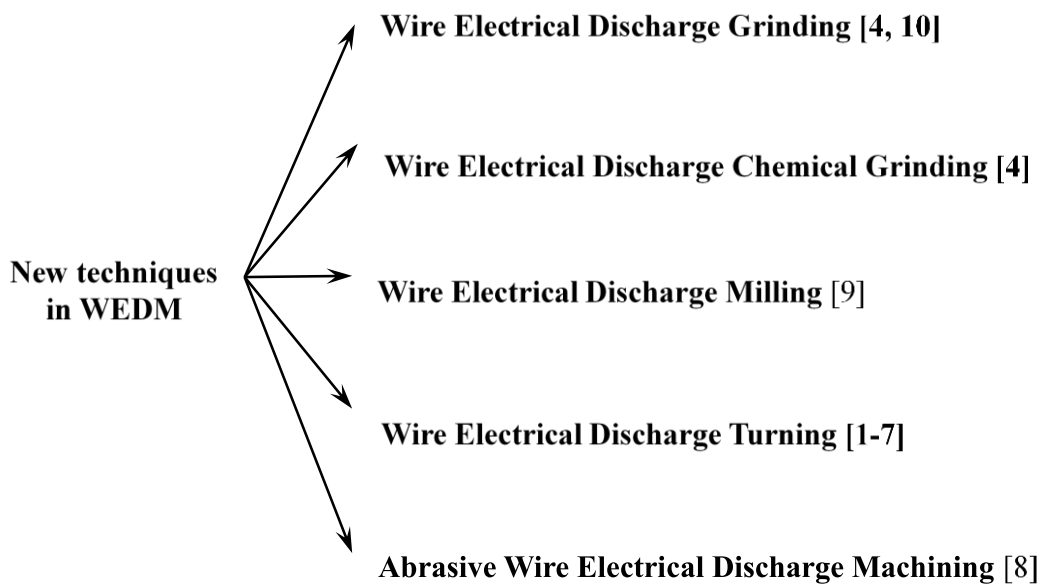 Wire Electrical Discharge Grinding [4, 10]
Wire Electrical Discharge Chemical Grinding [4]
New techniques
in WEDM
Wire Electrical Discharge Milling [9]
Wire Electrical Discharge Turning [1-7]
Abrasive Wire Electrical Discharge Machining [8]